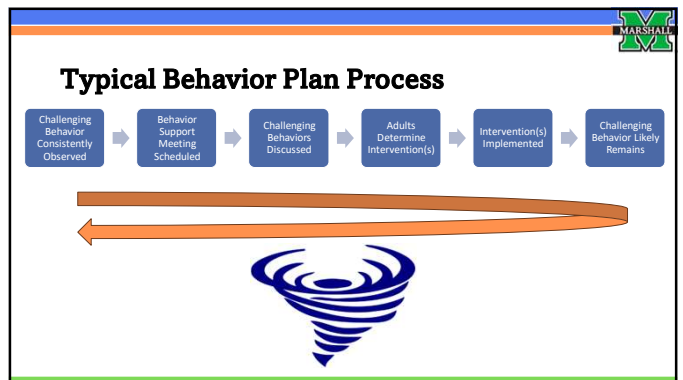 MARSHALL
Typical Behavior Plan Process
Challenging
Behavior
Consistently
Observed
Behavior
Support
Meeting
Scheduled
Challenging
Behaviors
Discussed
Adults
Determine
Intervention(s)
Intervention(s)
Implemented
Challenging
Behavior Likely
Remains